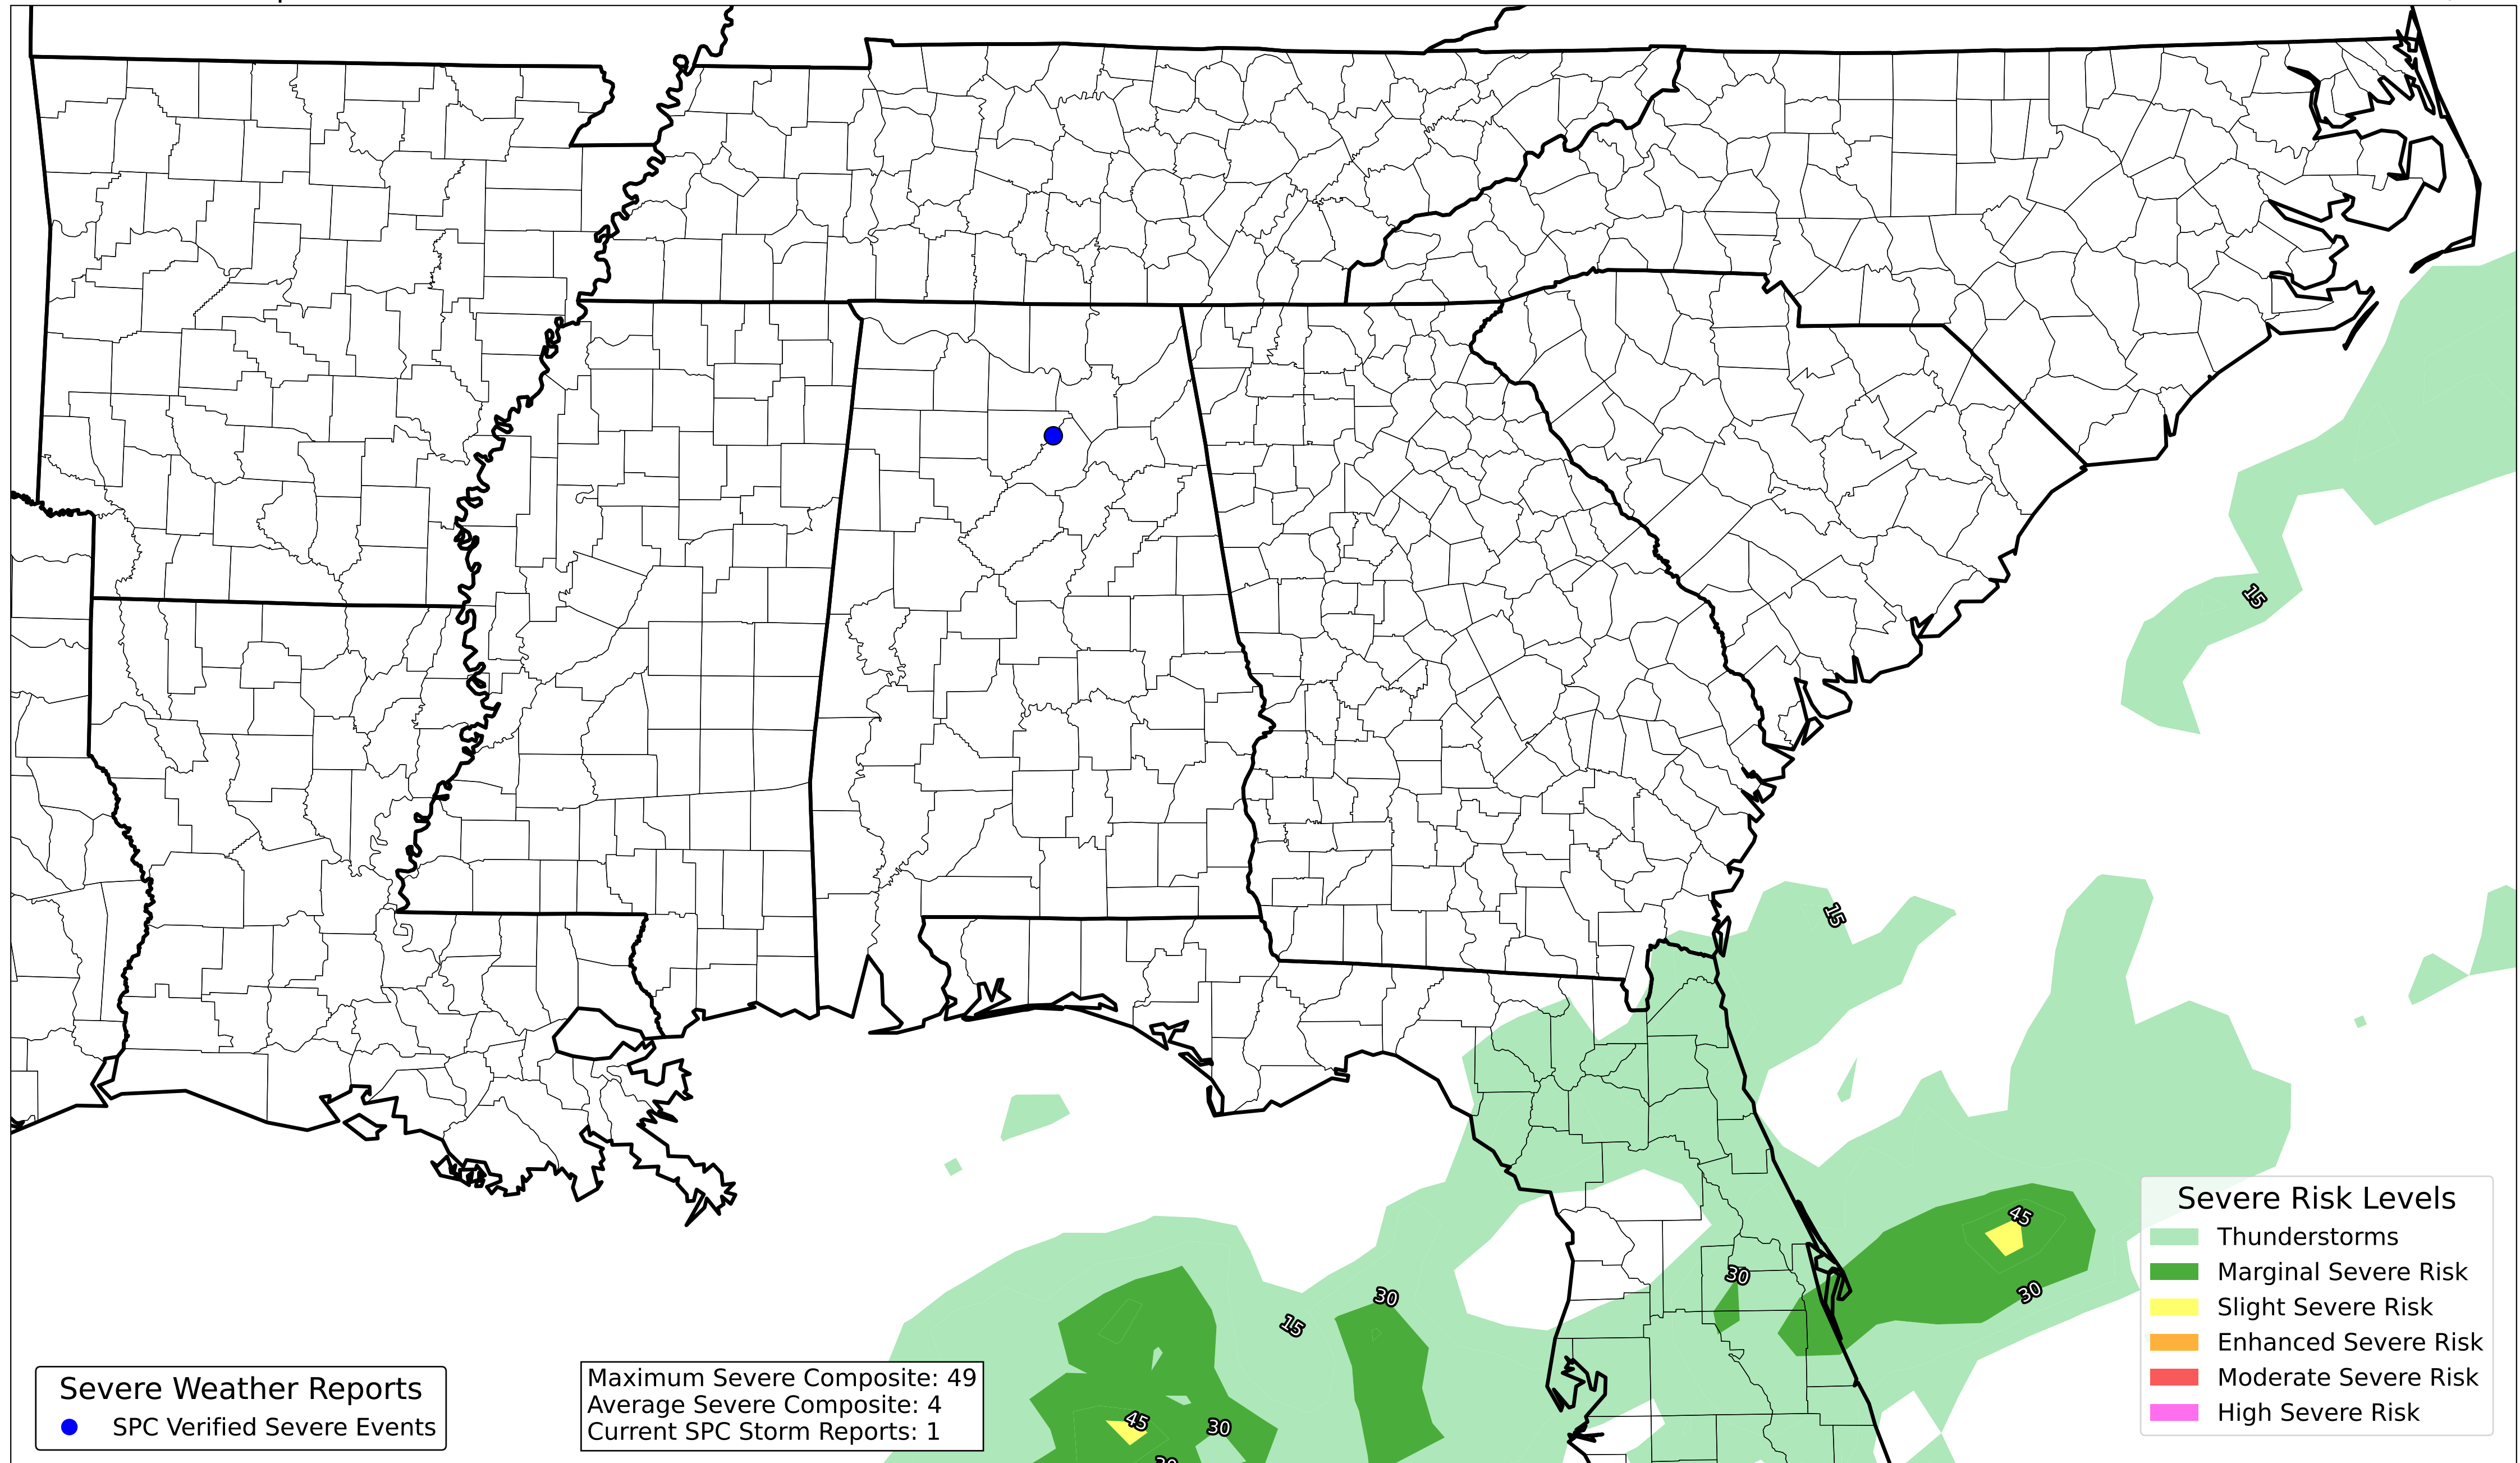 15
15
45
30
30
30
15
45
30
30
Severe Risk Levels
Thunderstorms
Marginal Severe Risk
Slight Severe Risk
Enhanced Severe Risk
Moderate Severe Risk
High Severe Risk
Severe Weather Reports
SPC Verified Severe Events
Maximum Severe Composite: 49
Average Severe Composite: 4
Current SPC Storm Reports: 1